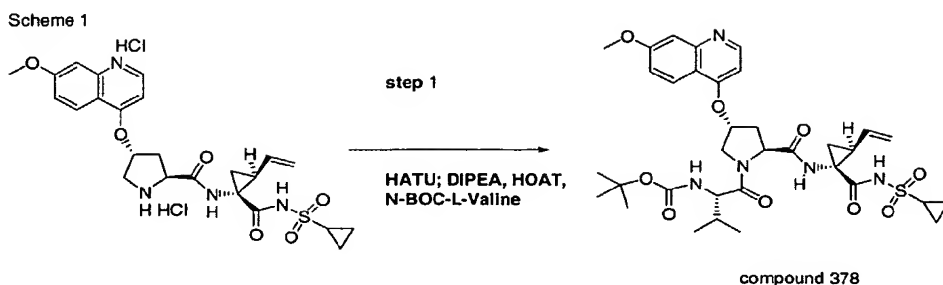 Scheme 1
step 1
HATU; DIPEA, HOAT,
N-BOC-L-Valine
HCl
N
O
O
H
N
H HCl
O
N
H
O
H
N
S
O
O
N
O
O
H
N
O
O
H
N
O
O
N
H
O
H
N
S
O
O
compound 378